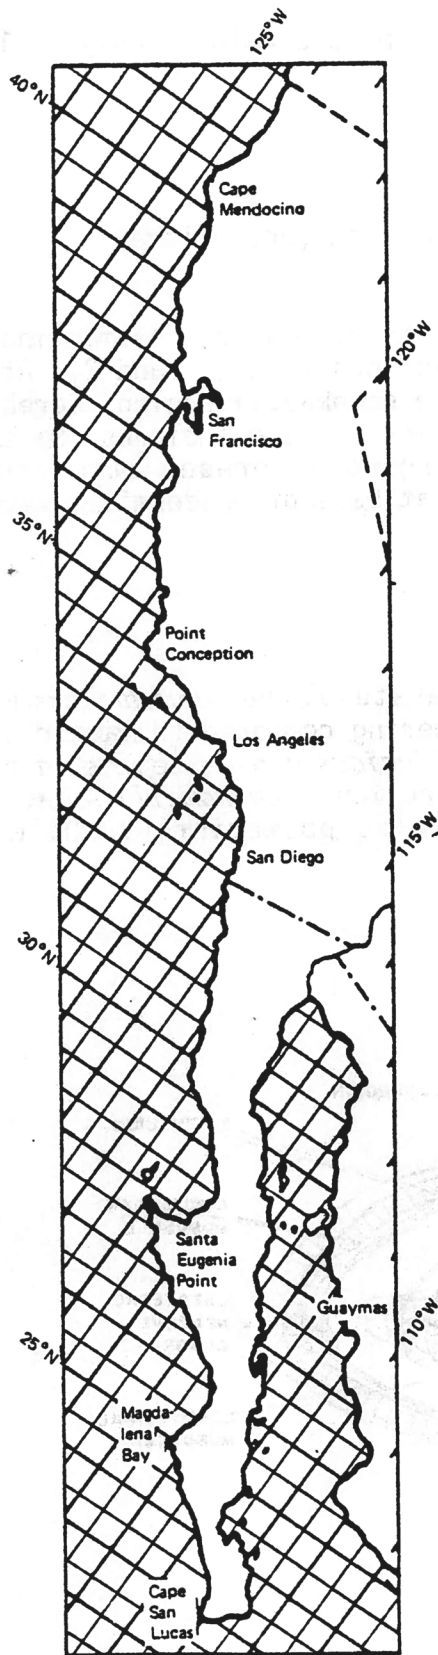 125°W
40°N
Cape
Mendocino
120°W
San
Francisco
35°N
Point
Conception
Los Angeles
115°W
San Diego
30°N
Santa
Eugenia
Point
Guaymas
110°W
25°N
Magda-
lena
Bay
Cape
San
Lucas